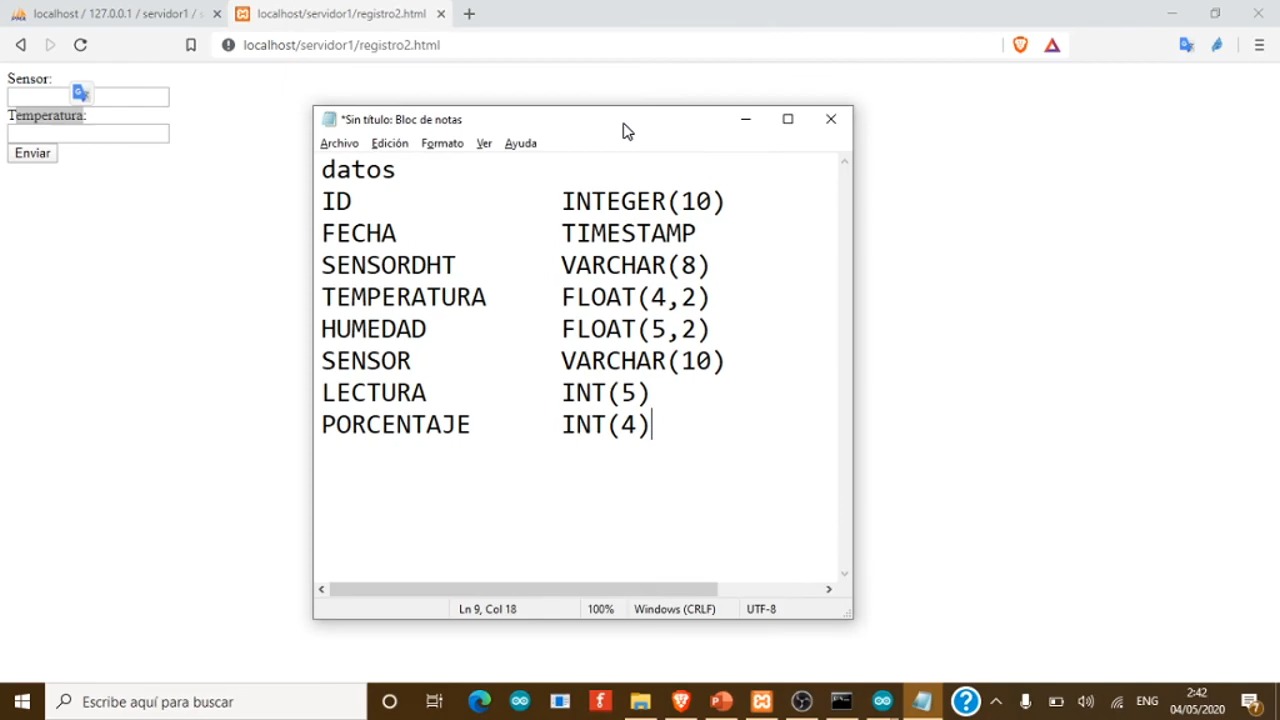 localhost / 127.0.0.1 / servidor1 /
localhost/servidor1/registro2.html
localhost/servidor1/registro2.html
Sensor:
Temperatura:
Enviar
*Sin título: Bloc de notas
Archivo Edición Formato Ver Ayuda
datos
ID INTEGER(10)
FECHA TIMESTAMP
SENSORDHT VARCHAR(8)
TEMPERATURA FLOAT(4,2)
HUMEDAD FLOAT(5,2)
SENSOR VARCHAR(10)
LECTURA INT(5)
PORCENTAJE INT(4)
Ln 9, Col 18 100% Windows (CRLF) UTF-8
Escribe aquí para buscar
ENG
2:42
04/05/2020